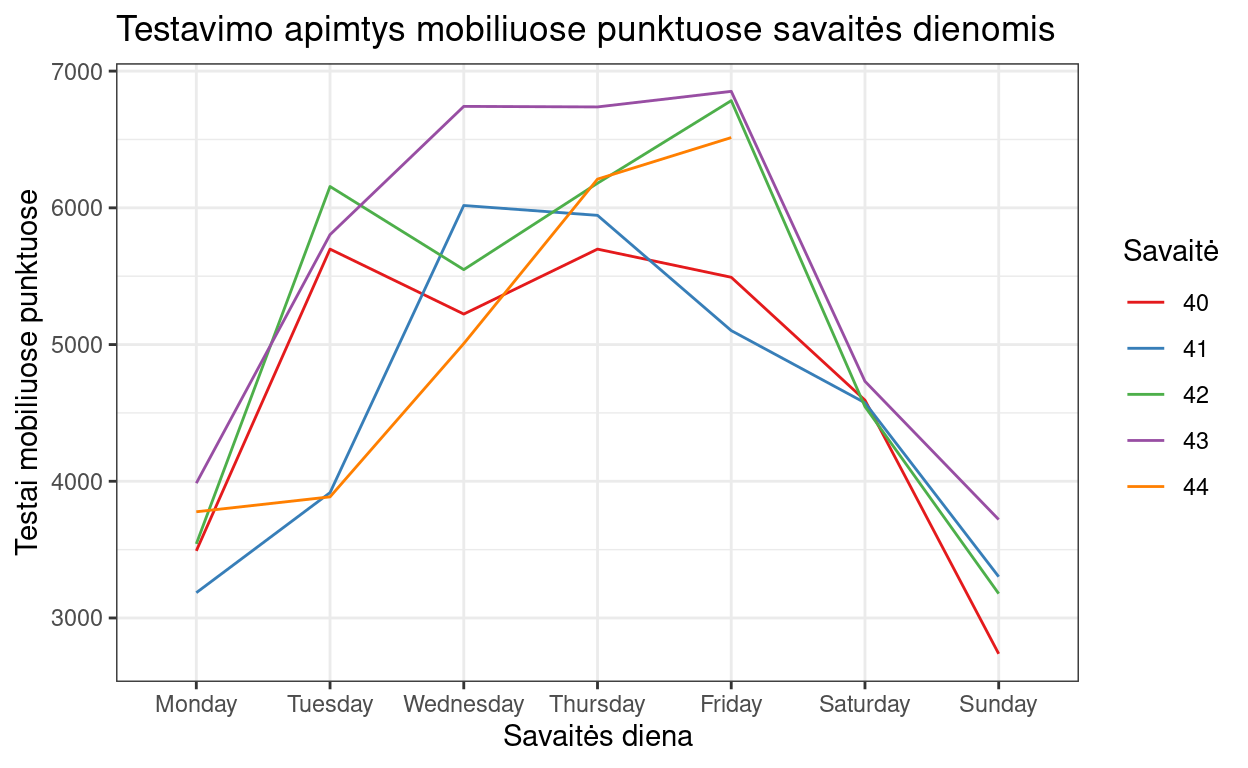 Testavimo apimtys mobiliuose punktuose savaitės dienomis
Testai mobiliuose punktuose
7000
6000
5000
4000
3000
Monday Tuesday Wednesday Thursday Friday Saturday Sunday
Savaitės diena
Savaitė
40
41
42
43
44